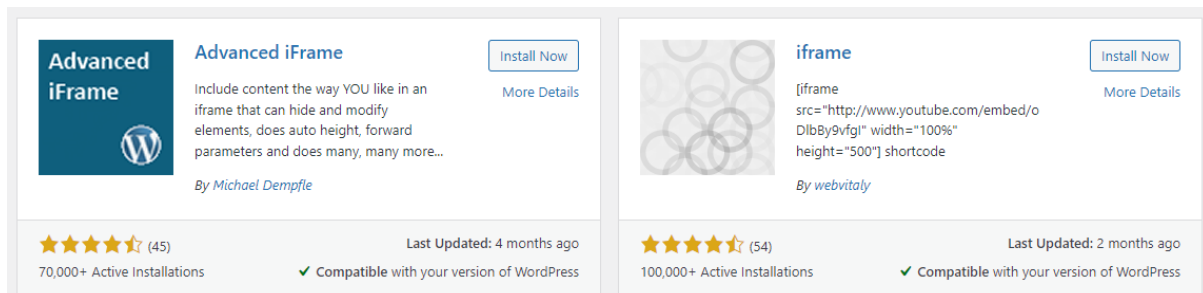 Advanced
iFrame
Advanced iFrame
Install Now
Include content the way YOU like in an
iframe that can hide and modify
elements, does auto height, forward
parameters and does many, many more...
More Details
By Michael Dempfle
(45)
Last Updated: 4 months ago
70,000+ Active Installations
Compatible with your version of WordPress
iframe
Install Now
[iframe
src="http://www.youtube.com/embed/o
DlbBy9vfgI" width="100%"
height="500"] shortcode
More Details
By webvitaly
(54)
Last Updated: 2 months ago
100,000+ Active Installations
Compatible with your version of WordPress